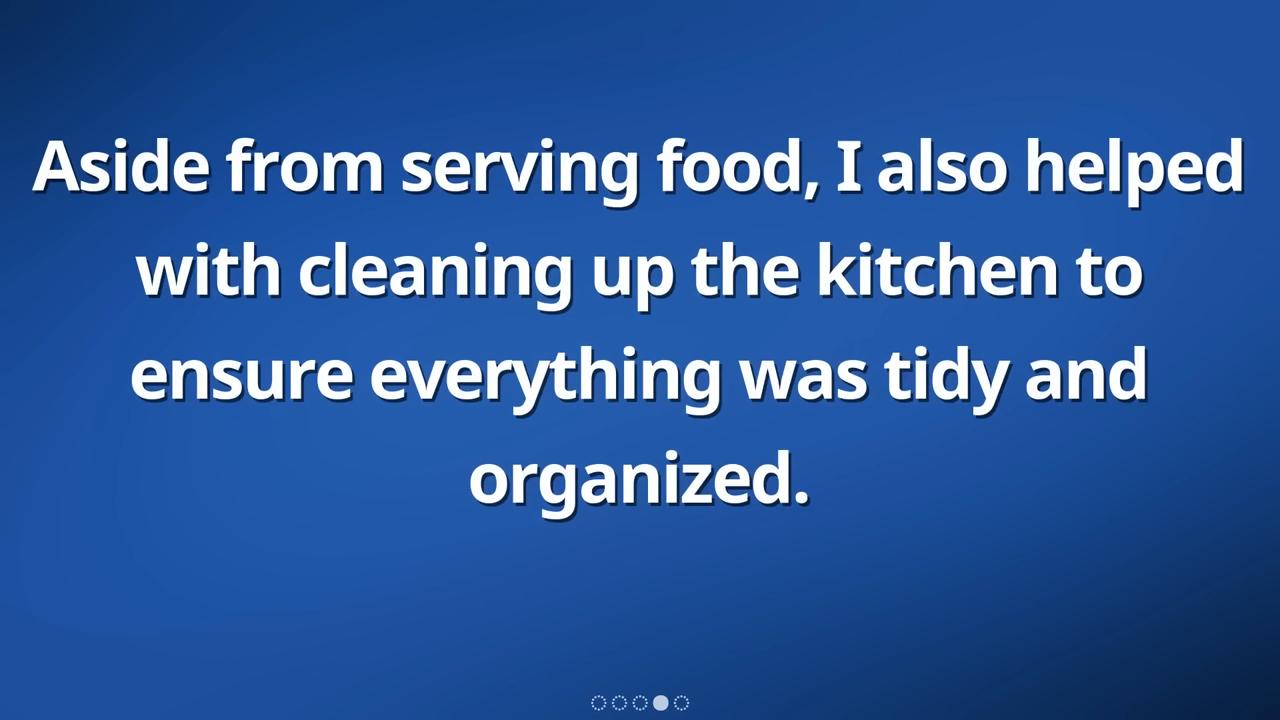 Aside from serving food, I also helped
with cleaning up the kitchen to
ensure everything was tidy and
organized.